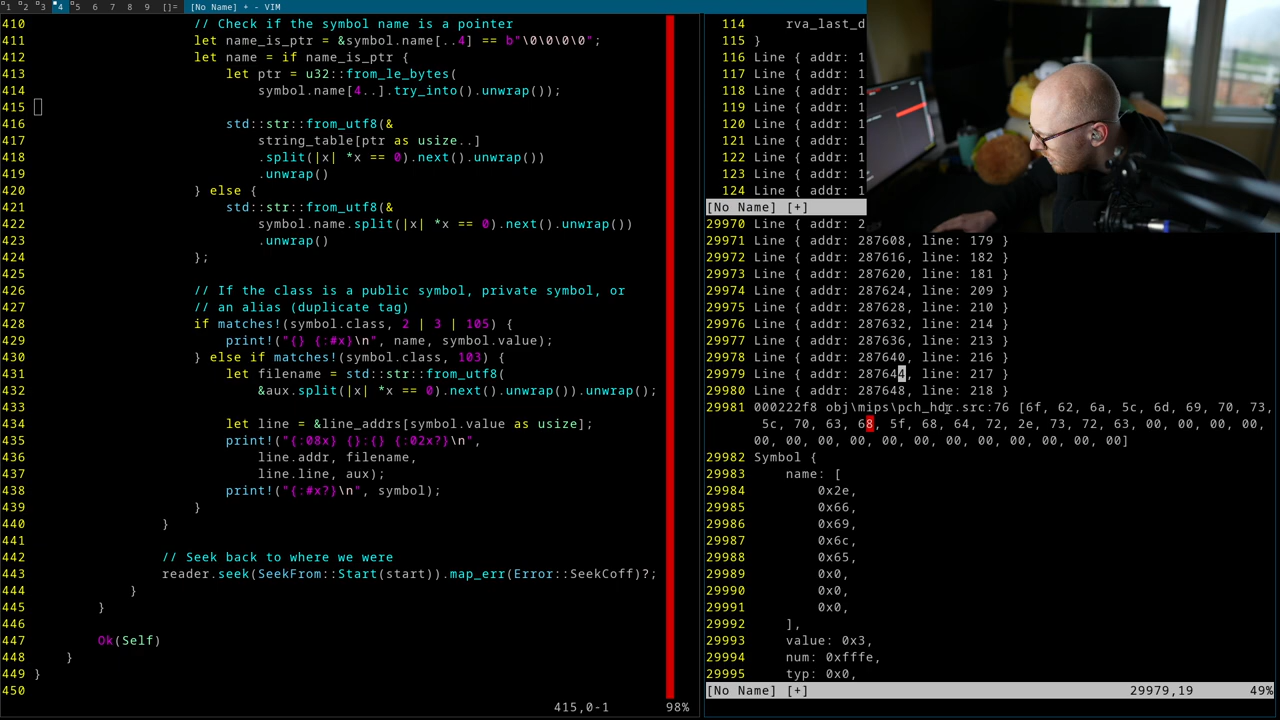 1 2 3 4 5 6 7 8 9 []= [No Name] + - VIM
410 // Check if the symbol name is a pointer
411 let name_is_ptr = &symbol.name[..4] == b"\0\0\0\0";
412 let name = if name_is_ptr {
413 let ptr = u32::from_le_bytes(
414 symbol.name[4..].try_into().unwrap());
415
416 std::str::from_utf8(&
417 string_table[ptr as usize..]
418 .split(|x| *x == 0).next().unwrap())
419 .unwrap()
420 } else {
421 std::str::from_utf8(&
422 symbol.name.split(|x| *x == 0).next().unwrap())
423 .unwrap()
424 };
425
426 // If the class is a public symbol, private symbol, or
427 // an alias (duplicate tag)
428 if matches!(symbol.class, 2 | 3 | 105) {
429 print!("{} {:#x}\n", name, symbol.value);
430 } else if matches!(symbol.class, 103) {
431 let filename = std::str::from_utf8(
432 &aux.split(|x| *x == 0).next().unwrap()).unwrap();
433
434 let line = &line_addrs[symbol.value as usize];
435 print!("{:08x} {}:{} {:02x?}\n",
436 line.addr, filename,
437 line.line, aux);
438 print!("{:#x?}\n", symbol);
439 }
440 }
441
442 // Seek back to where we were
443 reader.seek(SeekFrom::Start(start)).map_err(Error::SeekCoff)?;
444 }
445 }
446
447 Ok(Self)
448 }
449 }
450
415,0-1 98%
114 rva_last_d
115 }
116 Line { addr: 1
117 Line { addr: 1
118 Line { addr: 1
119 Line { addr: 1
120 Line { addr: 1
121 Line { addr: 1
122 Line { addr: 1
123 Line { addr: 1
124 Line { addr: 1
[No Name] [+]
29970 Line { addr: 2
29971 Line { addr: 287608, line: 179 }
29972 Line { addr: 287616, line: 182 }
29973 Line { addr: 287620, line: 181 }
29974 Line { addr: 287624, line: 209 }
29975 Line { addr: 287628, line: 210 }
29976 Line { addr: 287632, line: 214 }
29977 Line { addr: 287636, line: 213 }
29978 Line { addr: 287640, line: 216 }
29979 Line { addr: 287644, line: 217 }
29980 Line { addr: 287648, line: 218 }
29981 000222f8 obj\mips\pch_hdr.src:76 [6f, 62, 6a, 5c, 6d, 69, 70, 73,
5c, 70, 63, 68, 5f, 68, 64, 72, 2e, 73, 72, 63, 00, 00, 00, 00,
00, 00, 00, 00, 00, 00, 00, 00, 00, 00, 00, 00]
29982 Symbol {
29983 name: [
29984 0x2e,
29985 0x66,
29986 0x69,
29987 0x6c,
29988 0x65,
29989 0x0,
29990 0x0,
29991 0x0,
29992 ],
29993 value: 0x3,
29994 num: 0xfffe,
29995 typ: 0x0,
[No Name] [+] 29979,19 49%